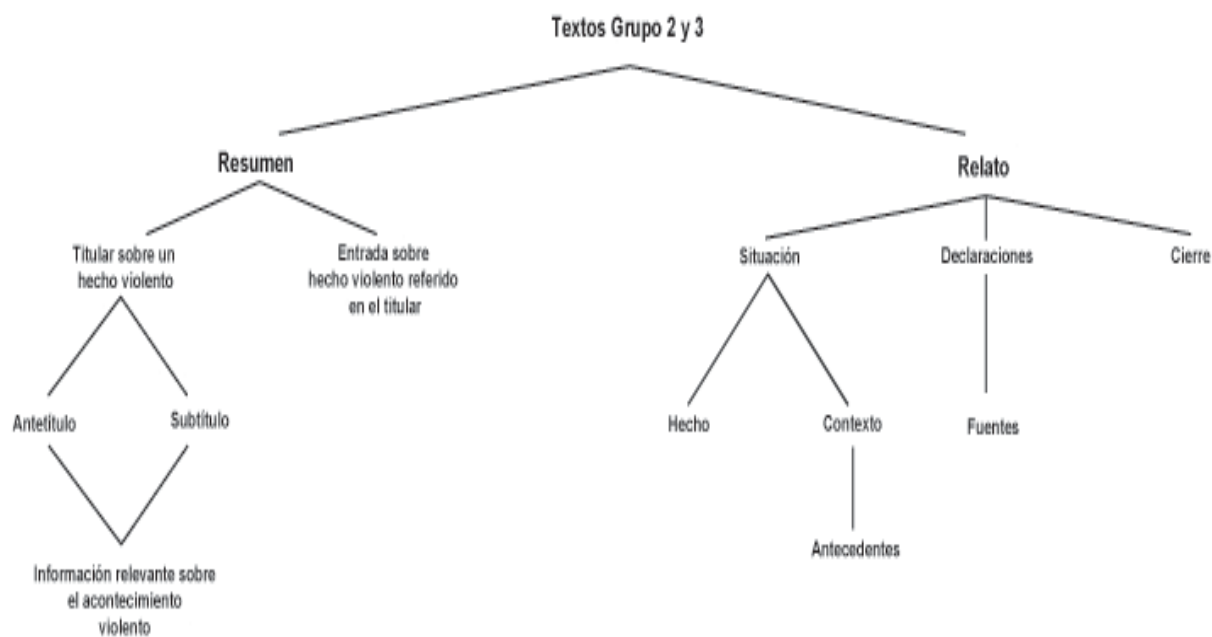 Textos Grupo 2 y 3
Resumen
Relato
Titular sobre un
hecho violento
Entrada sobre
hecho violento referido
en el titular
Situación
Declaraciones
Cierre
Antetítulo
Subtítulo
Hecho
Contexto
Fuentes
Antecedentes
Información relevante sobre
el acontecimiento
violento